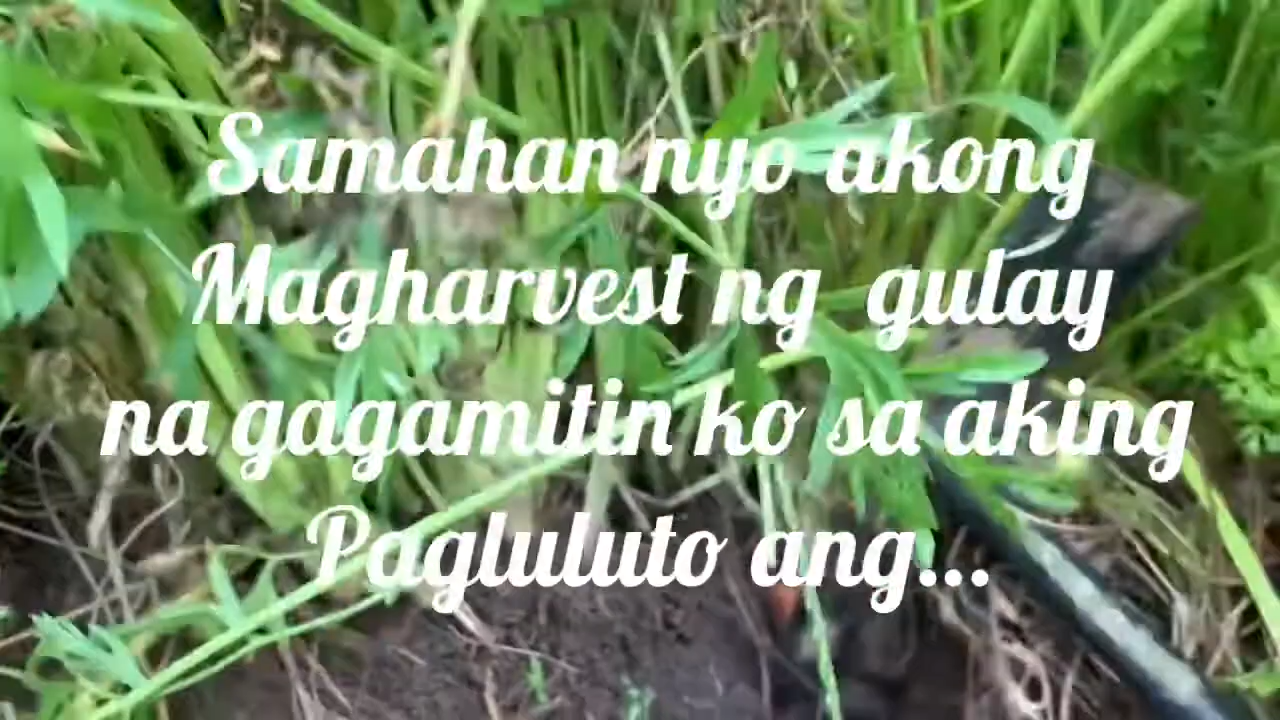 Samahan nyo akong
Magharvest ng gulay
na gagamitin ko sa aking
Pagluluto ang...